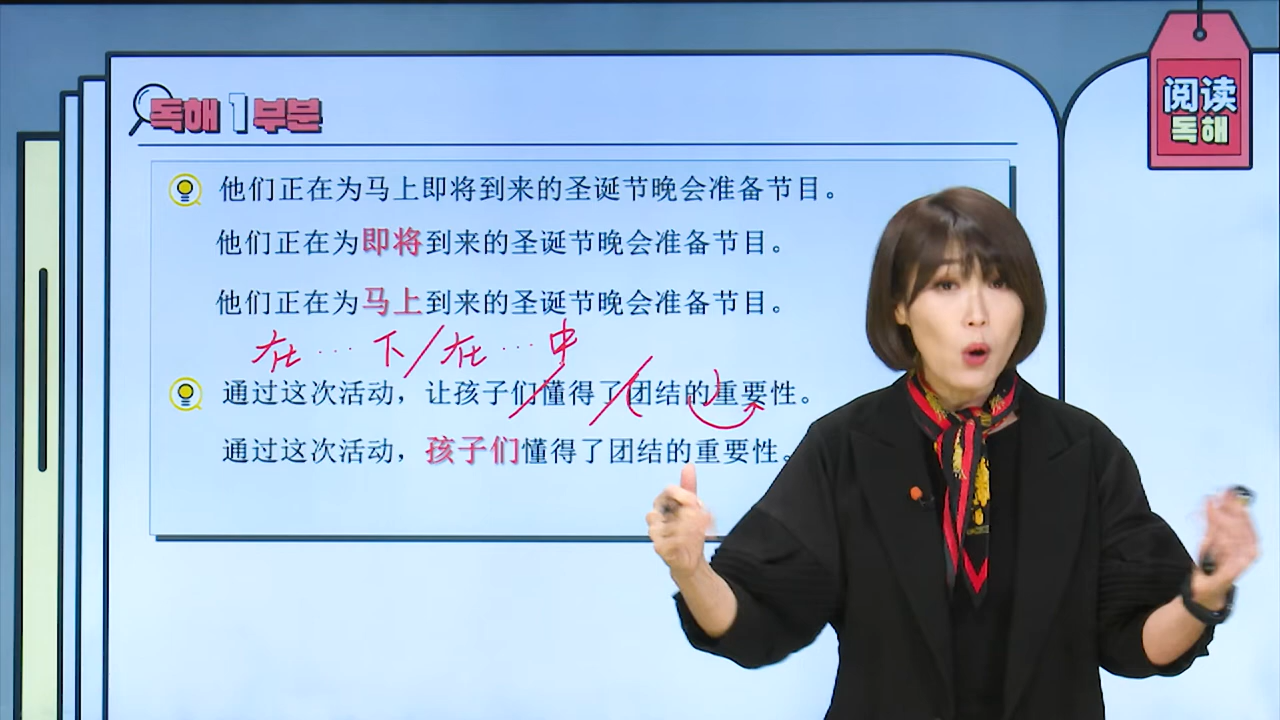 독해 1 부분
阅读
독해
他们正在为马上即将到来的圣诞节晚会准备节目。
他们正在为即将到来的圣诞节晚会准备节目。
他们正在为马上到来的圣诞节晚会准备节目。
在…下/在…中
通过这次活动，让孩子们懂得了团结的重要性。
通过这次活动，孩子们懂得了团结的重要性。